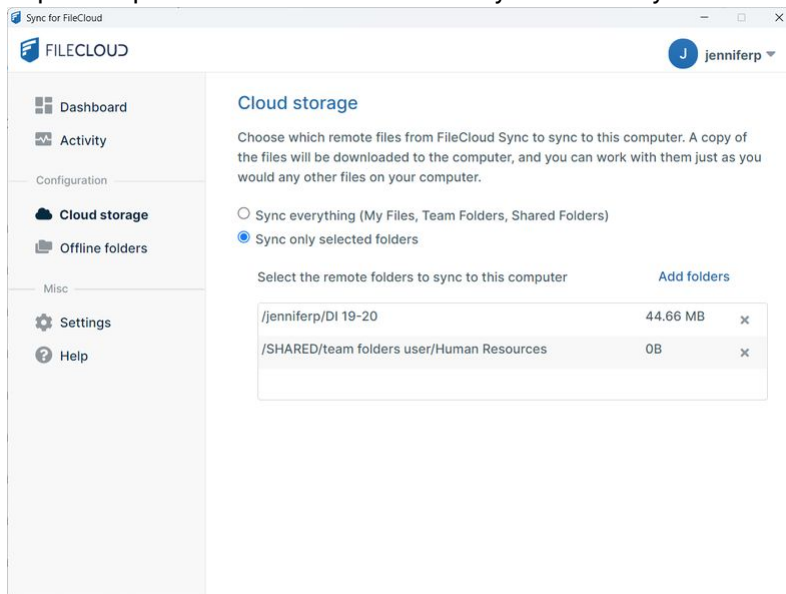 Sync for FileCloud
FILECLOUD
J jenniferp
Dashboard
Activity
Configuration
Cloud storage
Offline folders
Misc
Settings
Help
Cloud storage
Choose which remote files from FileCloud Sync to sync to this computer. A copy of
the files will be downloaded to the computer, and you can work with them just as you
would any other files on your computer.
Sync everything (My Files, Team Folders, Shared Folders)
Sync only selected folders
Select the remote folders to sync to this computer Add folders
/jenniferp/DI 19-20 44.66 MB
/SHARED/team folders user/Human Resources 0B